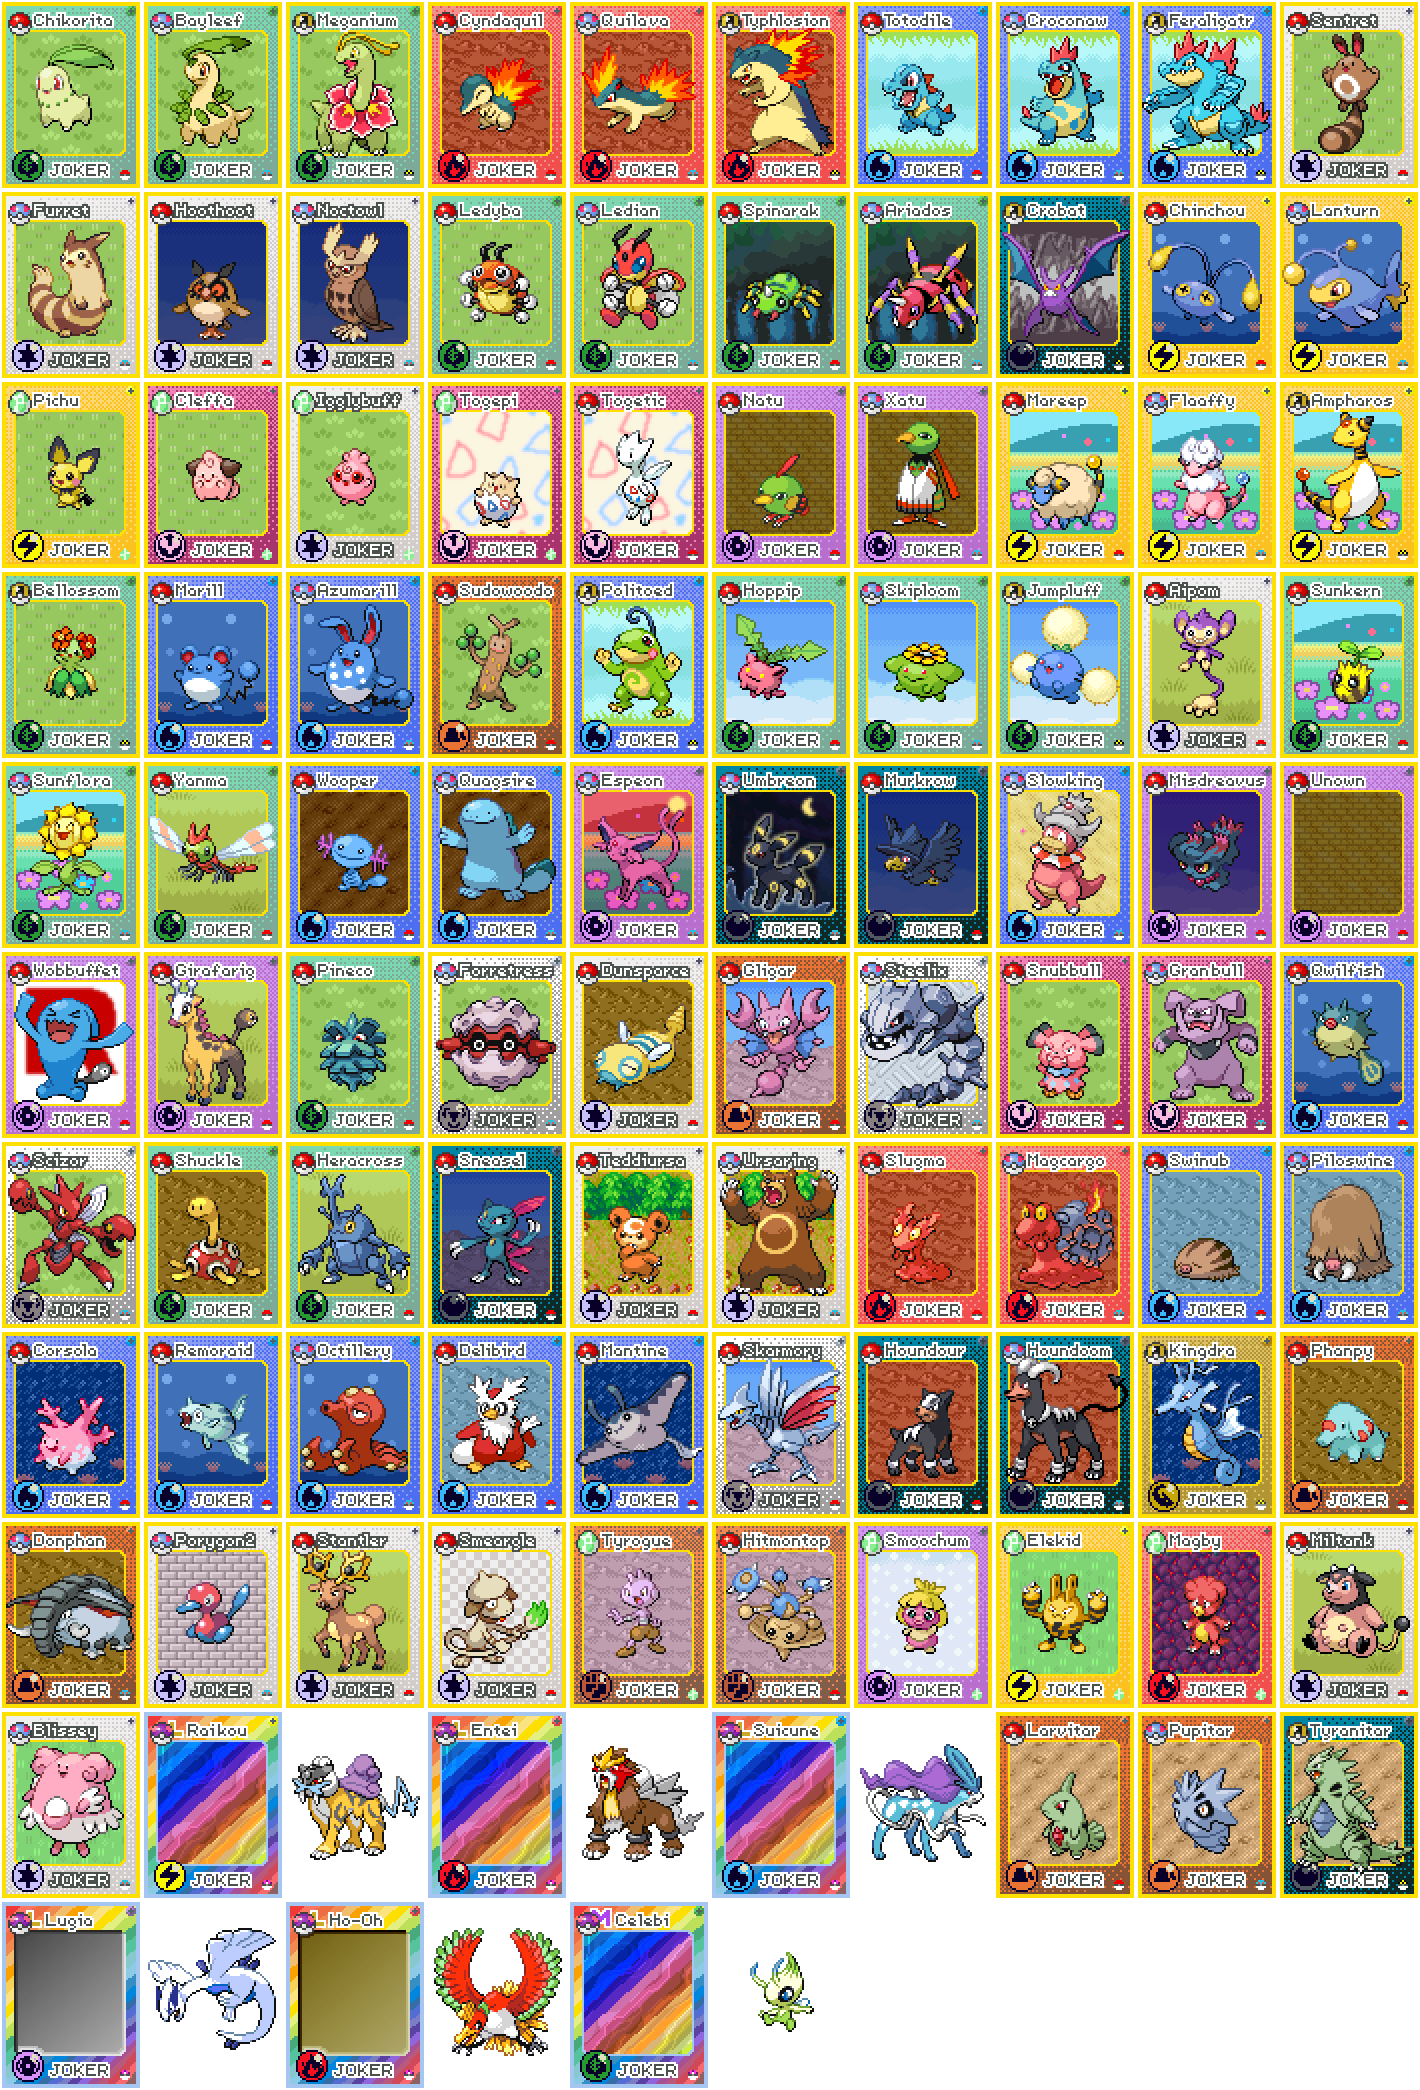 Chikorita Bayleef Meganium Cyndaquil Quilava Typhlosion Totodile Croconaw Feraligatr Sentret
JOKER JOKER JOKER JOKER JOKER JOKER JOKER JOKER JOKER JOKER
Furret Hoothoot Noctowl Ledyba Ledian Spinarak Ariados Crobat Chinchou Lanturn
JOKER JOKER JOKER JOKER JOKER JOKER JOKER JOKER JOKER JOKER
Pichu Cleffa Igglybuff Togepi Togetic Natu Xatu Mareep Flaaffy Ampharos
JOKER JOKER JOKER JOKER JOKER JOKER JOKER JOKER JOKER JOKER
Bellossom Marill Azumarill Sudowoodo Politoed Hoppip Skiploom Jumpluff Aipom Sunkern
JOKER JOKER JOKER JOKER JOKER JOKER JOKER JOKER JOKER JOKER
Sunflora Yanma Wooper Quagsire Espeon Umbreon Murkrow Slowking Misdreavus Unown
JOKER JOKER JOKER JOKER JOKER JOKER JOKER JOKER JOKER JOKER
Wobbuffet Girafarig Pineco Forretress Dunsparce Gligar Steelix Snubbull Granbull Qwilfish
JOKER JOKER JOKER JOKER JOKER JOKER JOKER JOKER JOKER JOKER
Scizor Shuckle Heracross Sneasel Teddiursa Ursaring Slugma Magcargo Swinub Piloswine
JOKER JOKER JOKER JOKER JOKER JOKER JOKER JOKER JOKER JOKER
Corsola Remoraid Octillery Delibird Mantine Skarmory Houndour Houndoom Kingdra Phanpy
JOKER JOKER JOKER JOKER JOKER JOKER JOKER JOKER JOKER JOKER
Donphan Porygon2 Stantler Smeargle Tyrogue Hitmontop Smoochum Elekid Magby Miltank
JOKER JOKER JOKER JOKER JOKER JOKER JOKER JOKER JOKER JOKER
Blissey L Raikou L Entei L Suicune Larvitar Pupitar Tyranitar
JOKER JOKER JOKER JOKER JOKER JOKER JOKER
L Lugia L Ho-Oh M Celebi
JOKER JOKER JOKER